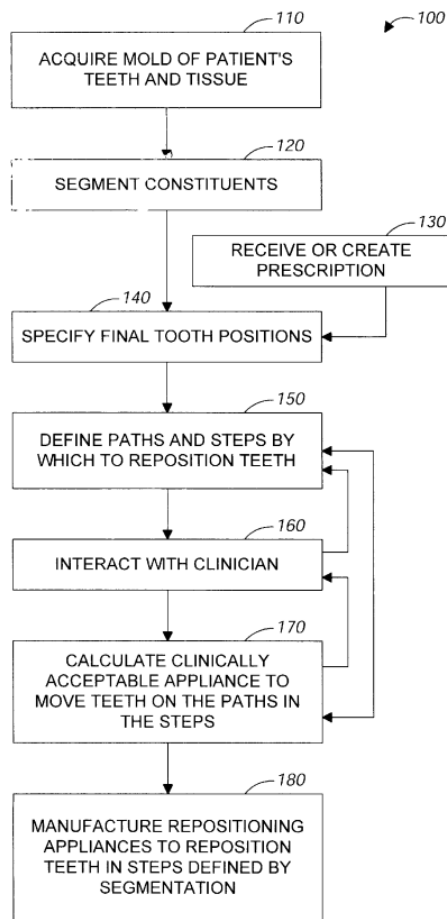 110
100
ACQUIRE MOLD OF PATIENT'S
TEETH AND TISSUE
120
SEGMENT CONSTITUENTS
130
RECEIVE OR CREATE
PRESCRIPTION
140
SPECIFY FINAL TOOTH POSITIONS
150
DEFINE PATHS AND STEPS BY
WHICH TO REPOSITION TEETH
160
INTERACT WITH CLINICIAN
170
CALCULATE CLINICALLY
ACCEPTABLE APPLIANCE TO
MOVE TEETH ON THE PATHS IN
THE STEPS
180
MANUFACTURE REPOSITIONING
APPLIANCES TO REPOSITION
TEETH IN STEPS DEFINED BY
SEGMENTATION